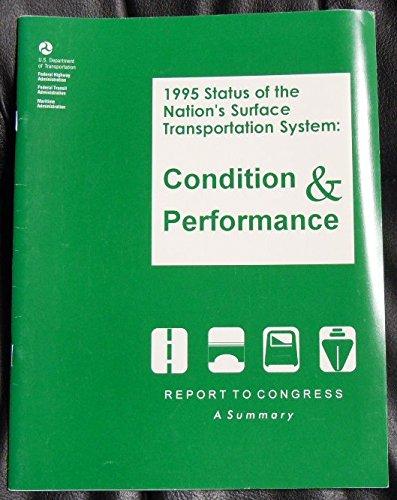 U.S. Department
of Transportation
Federal Highway
Administration
Federal Transit
Administration
Maritime
Administration
1995 Status of the
Nation's Surface
Transportation System:
Condition &
Performance
REPORT TO CONGRESS
A Summary